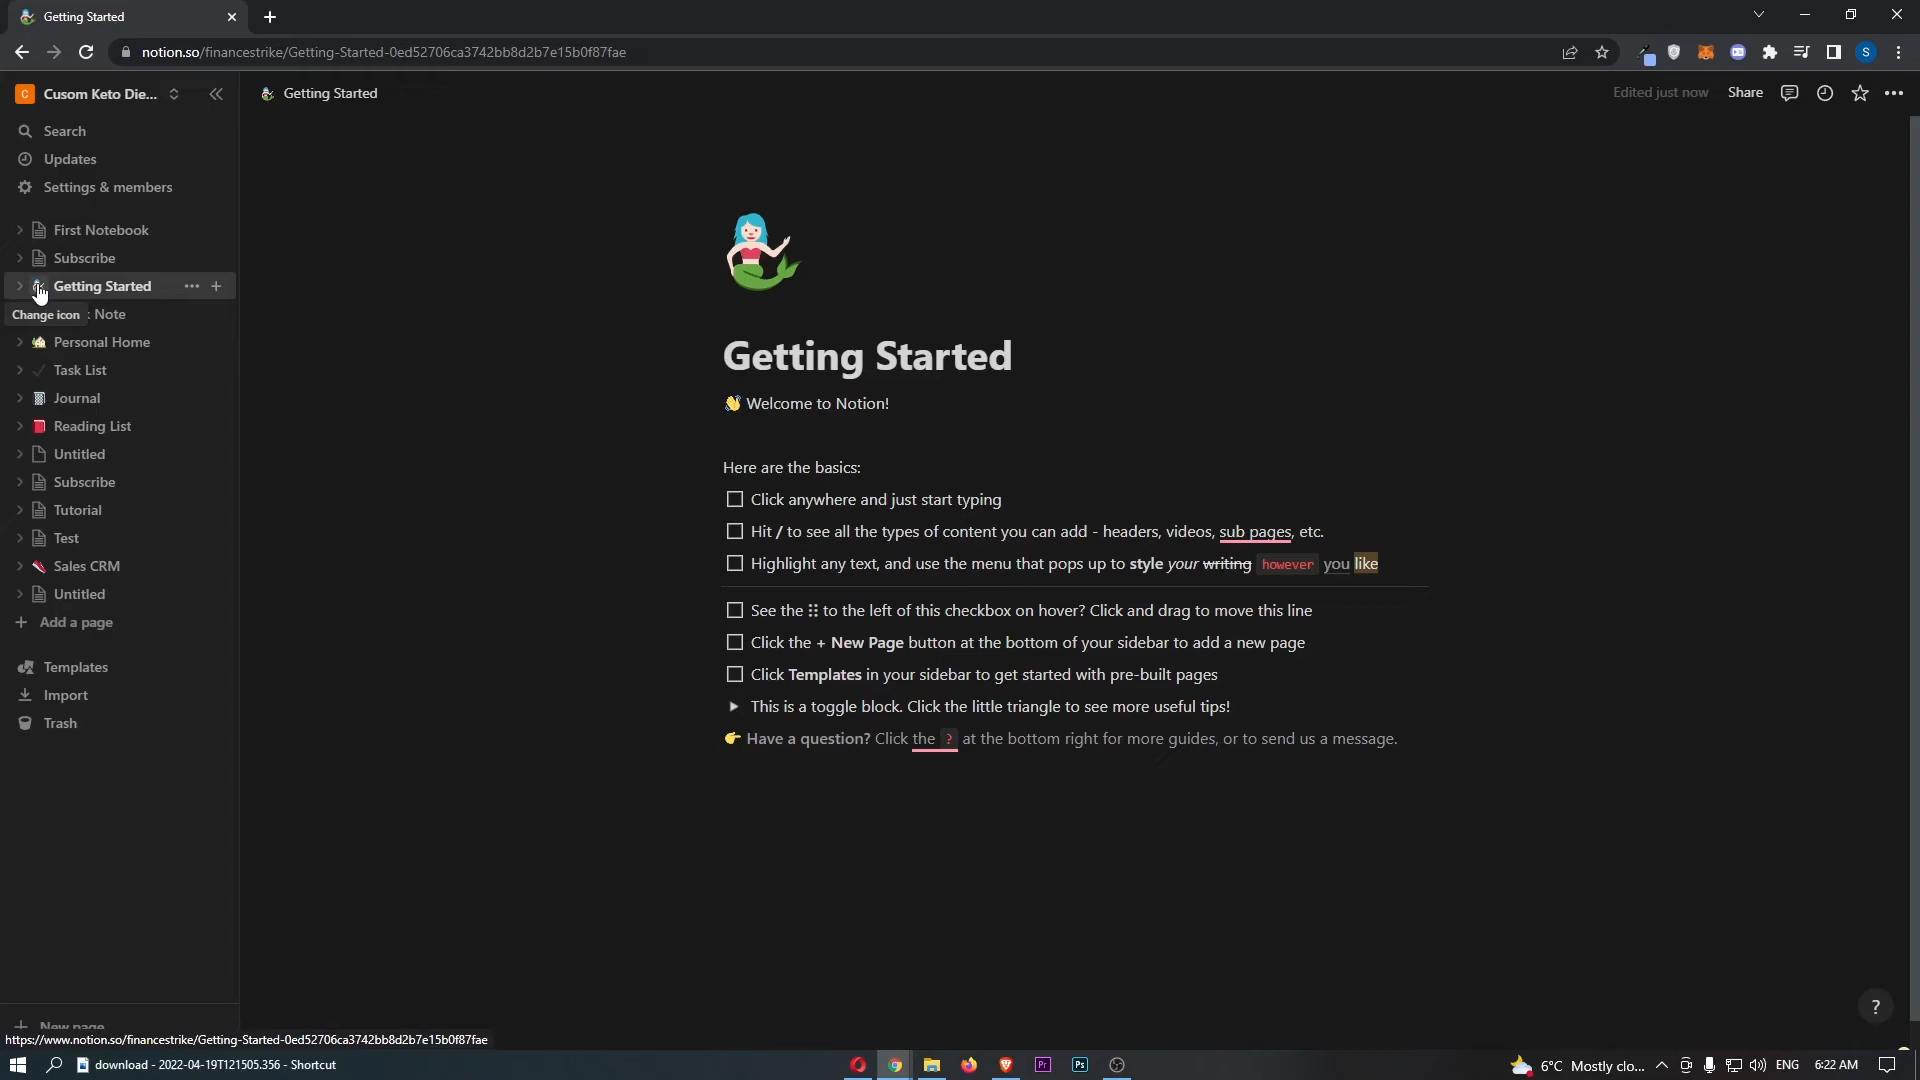 Getting Started
notion.so/financestrike/Getting-Started-0ed52706ca3742bb8d2b7e15b0f87fae
S
C Cusom Keto Die...
Getting Started
Edited just now
Share
Search
Updates
Settings & members
First Notebook
Subscribe
Getting Started
Change icon
Note
Personal Home
Task List
Journal
Reading List
Untitled
Subscribe
Tutorial
Test
Sales CRM
Untitled
Add a page
Templates
Import
Trash
New page
Getting Started
Welcome to Notion!
Here are the basics:
Click anywhere and just start typing
Hit / to see all the types of content you can add - headers, videos, sub pages, etc.
Highlight any text, and use the menu that pops up to style your writing however you like
See the ⠿ to the left of this checkbox on hover? Click and drag to move this line
Click the + New Page button at the bottom of your sidebar to add a new page
Click Templates in your sidebar to get started with pre-built pages
This is a toggle block. Click the little triangle to see more useful tips!
Have a question? Click the ? at the bottom right for more guides, or to send us a message.
?
https://www.notion.so/financestrike/Getting-Started-0ed52706ca3742bb8d2b7e15b0f87fae
download - 2022-04-19T121505.356 - Shortcut
Pr
Ps
6°C Mostly clo...
ENG
6:22 AM